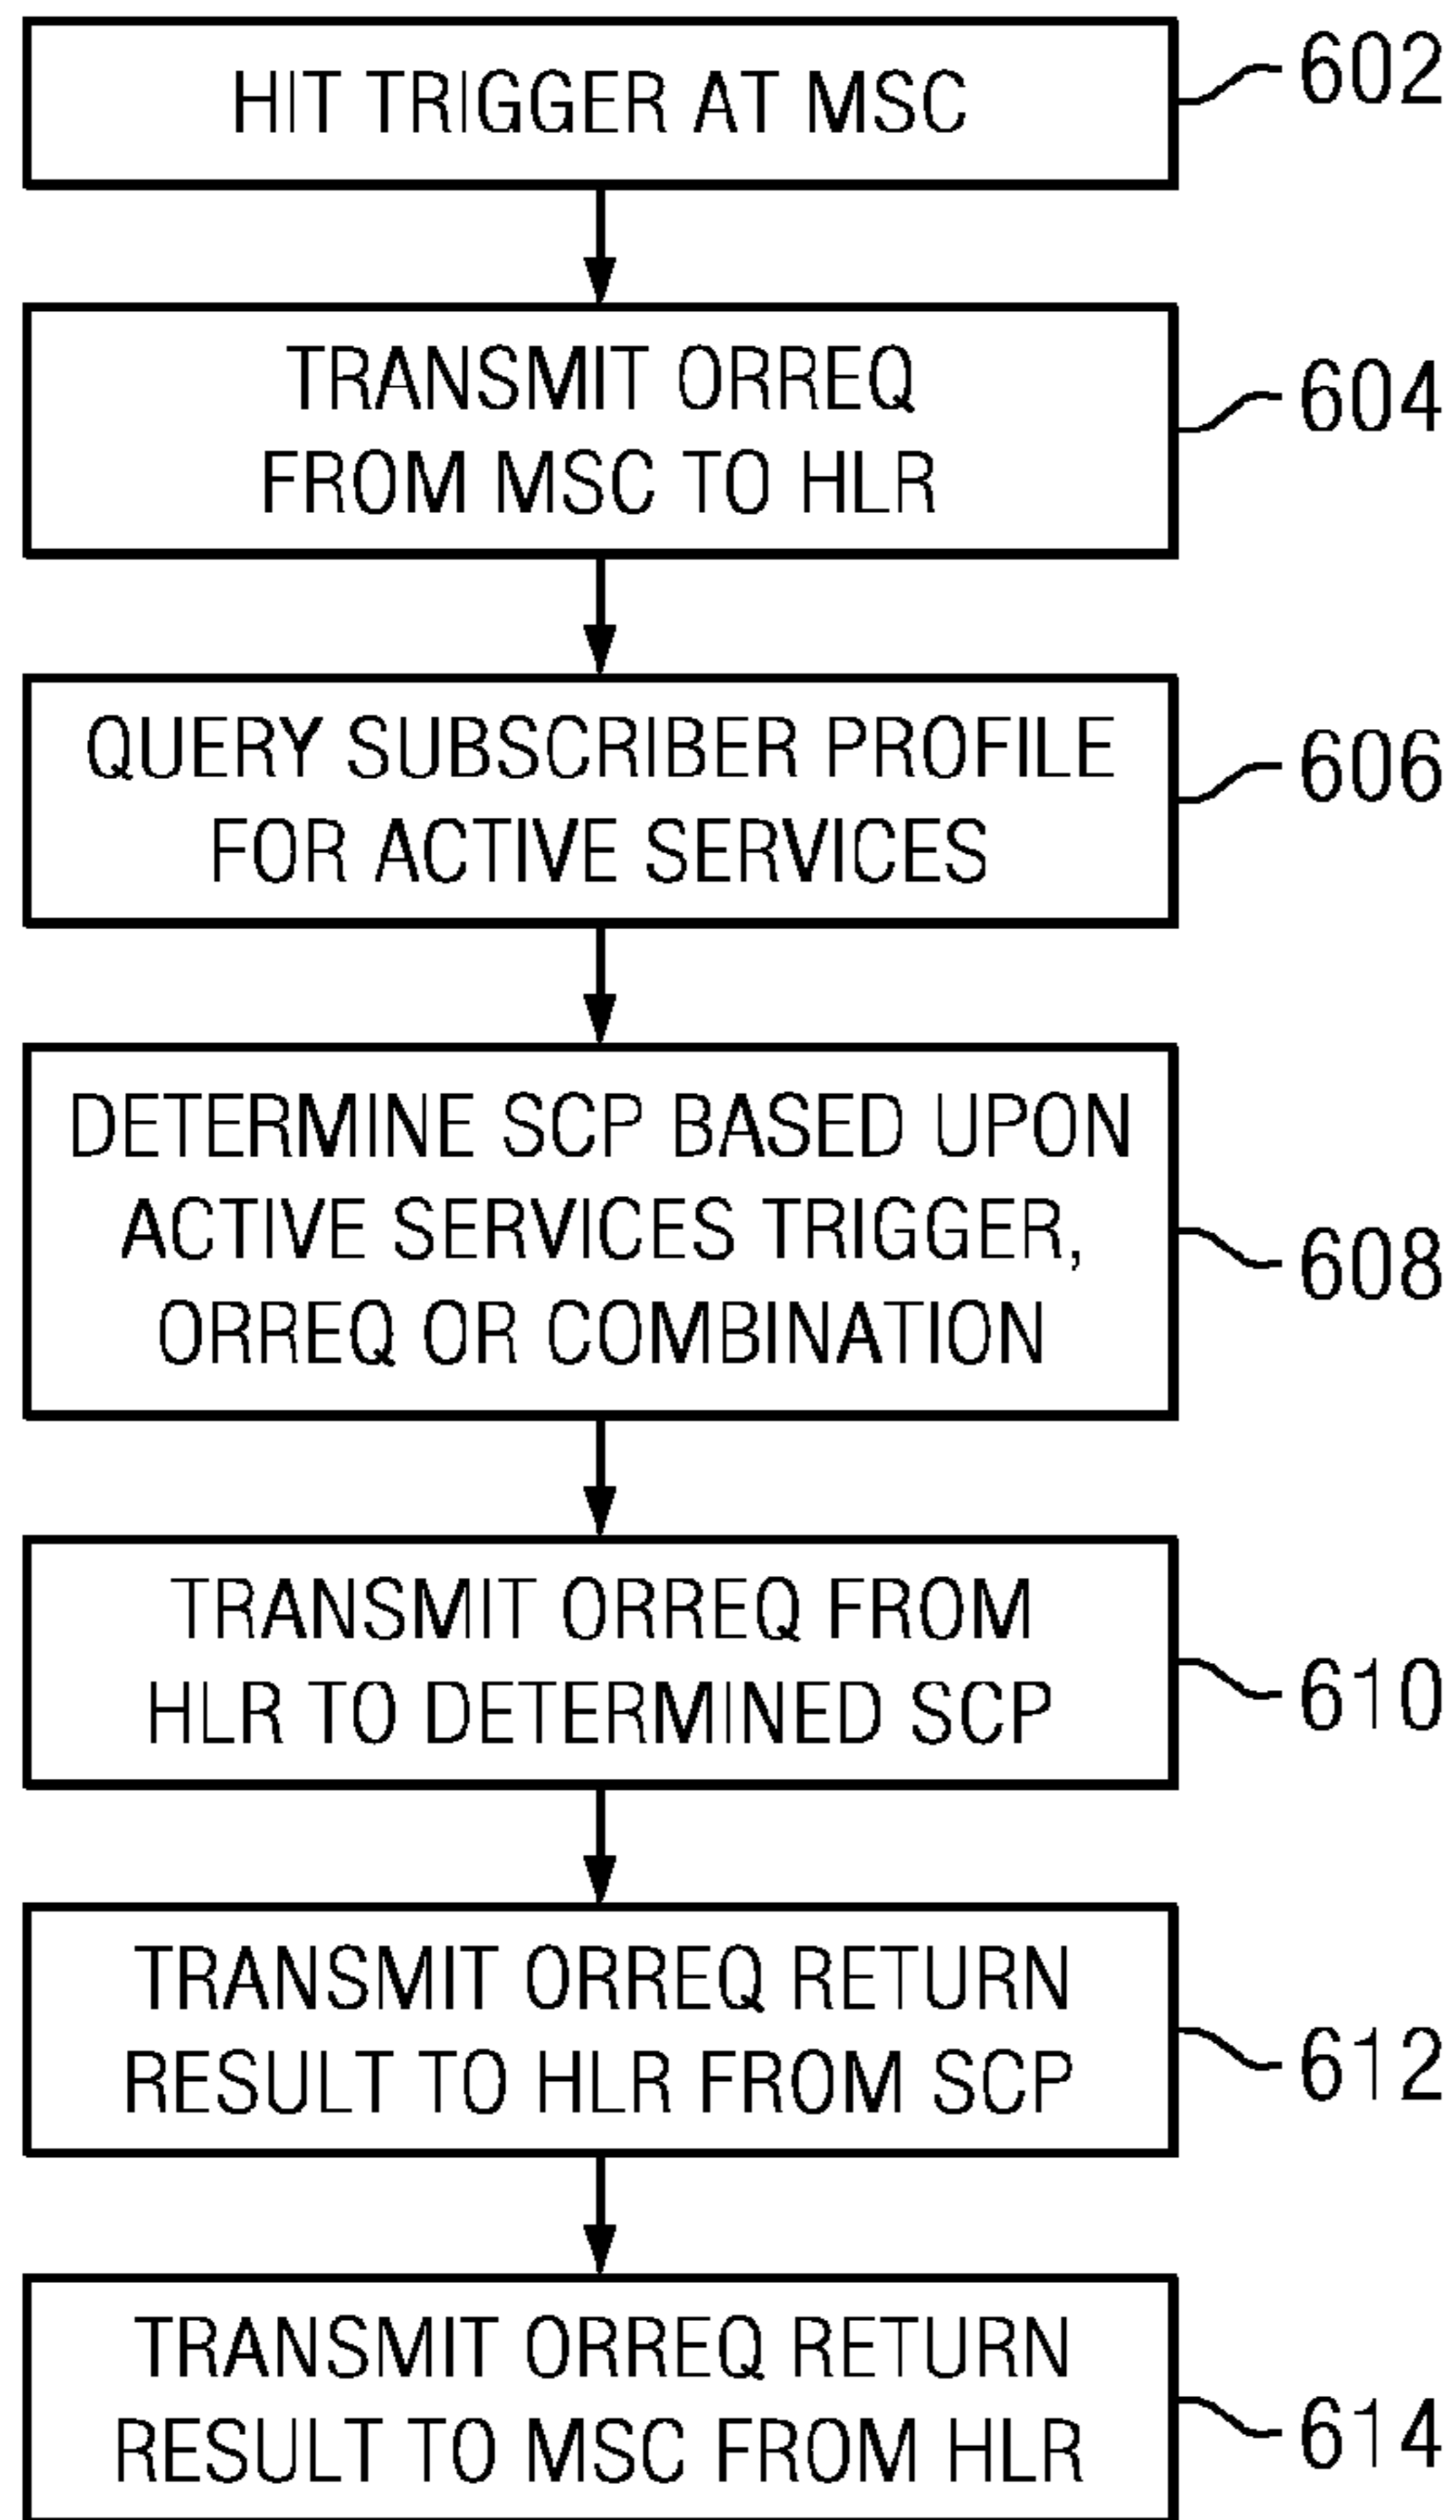 HIT TRIGGER AT MSC
602
TRANSMIT ORREQ
FROM MSC TO HLR
604
QUERY SUBSCRIBER PROFILE
FOR ACTIVE SERVICES
606
DETERMINE SCP BASED UPON
ACTIVE SERVICES TRIGGER,
ORREQ OR COMBINATION
608
TRANSMIT ORREQ FROM
HLR TO DETERMINED SCP
610
TRANSMIT ORREQ RETURN
RESULT TO HLR FROM SCP
612
TRANSMIT ORREQ RETURN
RESULT TO MSC FROM HLR
614